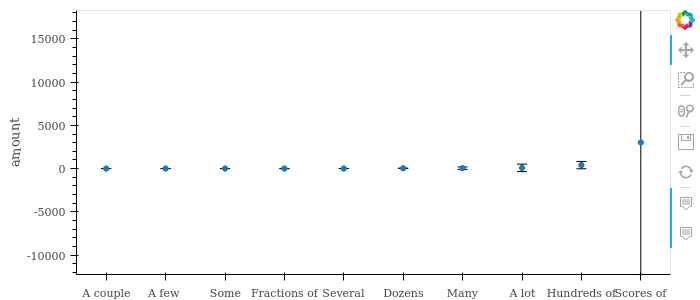 15000
10000
5000
0
-5000
-10000
amount
A couple
A few
Some
Fractions of
Several
Dozens
Many
A lot
Hundreds of
Scores of